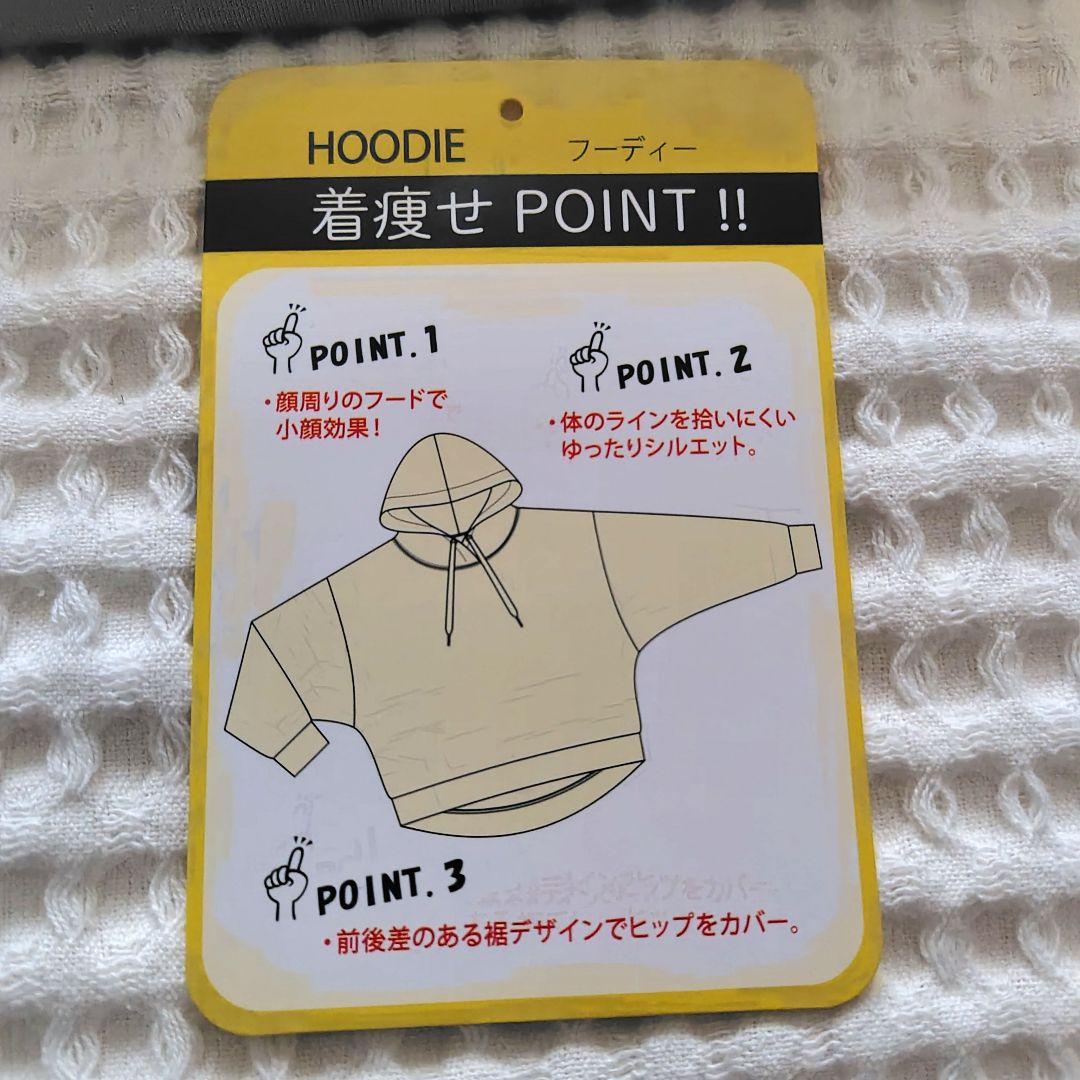 HOODIE フーディー
着痩せ POINT !!
POINT. 1
・顔周りのフードで
小顔効果!
POINT. 2
・体のラインを拾いにくい
ゆったりシルエット。
POINT. 3
・前後差のある裾デザインでヒップをカバー。